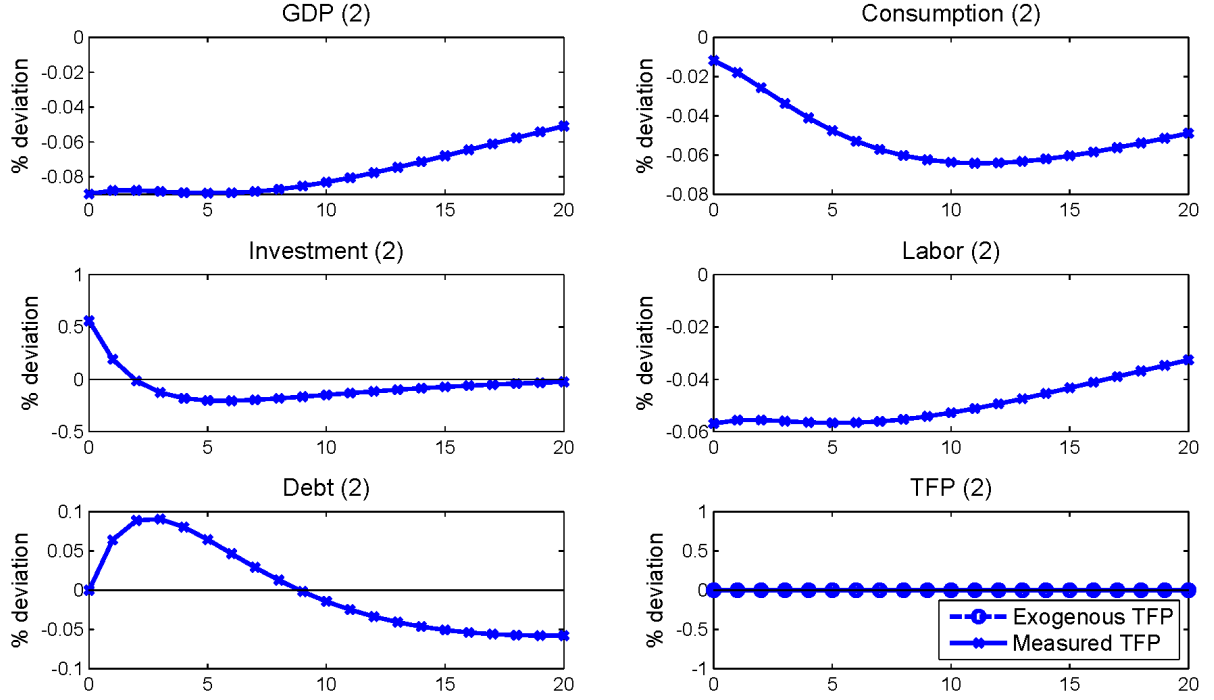 GDP (2)
0
-0.02
-0.04
-0.06
-0.08
% deviation
0 5 10 15 20
Consumption (2)
0
-0.02
-0.04
-0.06
-0.08
% deviation
0 5 10 15 20
Investment (2)
1
0.5
0
-0.5
% deviation
0 5 10 15 20
Labor (2)
0
-0.02
-0.04
-0.06
% deviation
0 5 10 15 20
Debt (2)
0.1
0.05
0
-0.05
-0.1
% deviation
0 5 10 15 20
TFP (2)
1
0.5
0
-0.5
-1
% deviation
0 5 10 15 20
Exogenous TFP
Measured TFP